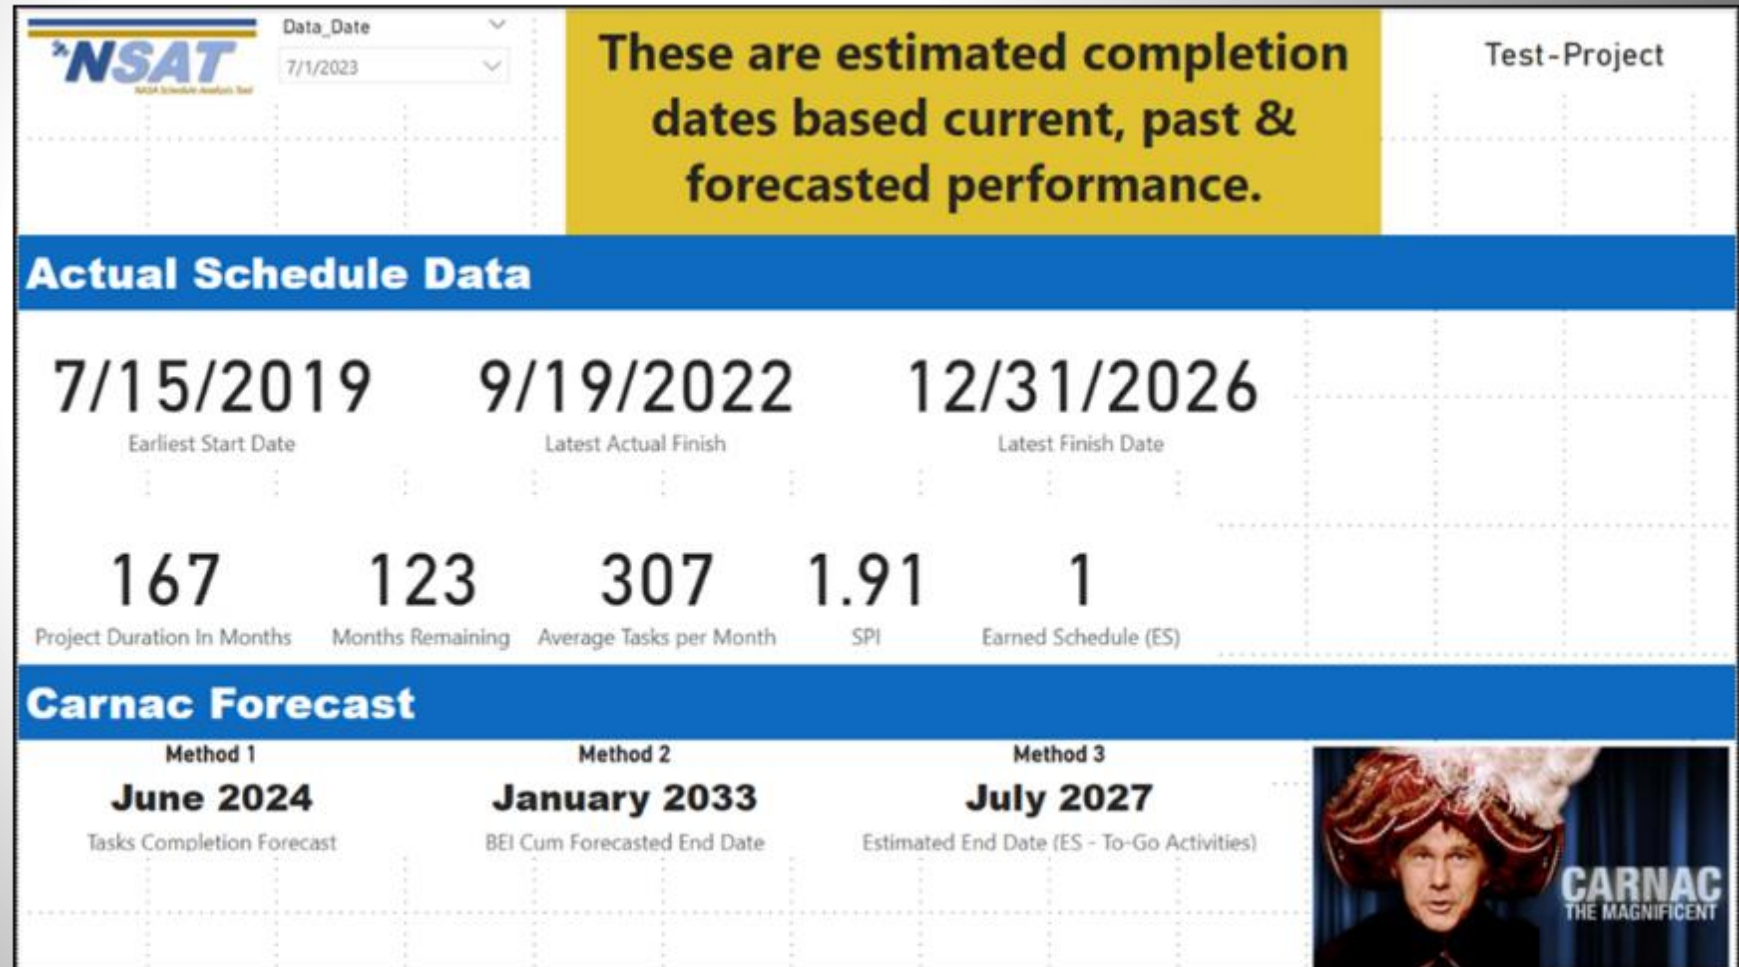 NSAT
NASA Schedule Analysis Tool
Data_Date
7/1/2023
These are estimated completion
dates based current, past &
forecasted performance.
Test-Project
Actual Schedule Data
7/15/2019
Earliest Start Date
9/19/2022
Latest Actual Finish
12/31/2026
Latest Finish Date
167
Project Duration In Months
123
Months Remaining
307
Average Tasks per Month
1.91
SPI
1
Earned Schedule (ES)
Carnac Forecast
Method 1
June 2024
Tasks Completion Forecast
Method 2
January 2033
BEI Cum Forecasted End Date
Method 3
July 2027
Estimated End Date (ES - To-Go Activities)
CARNAC
THE MAGNIFICENT